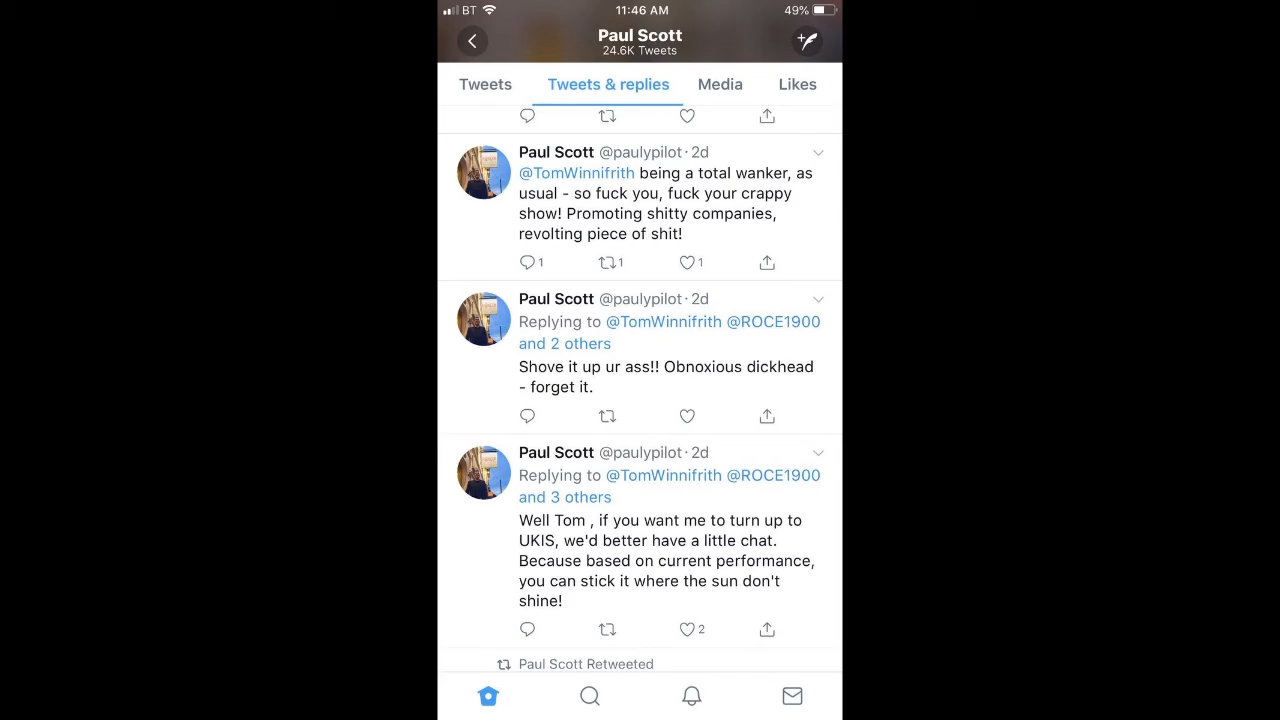 BT 11:46 AM 49%
Paul Scott
24.6K Tweets
Tweets Tweets & replies Media Likes
Paul Scott @paulypilot · 2d
@TomWinnifrith being a total wanker, as
usual - so fuck you, fuck your crappy
show! Promoting shitty companies,
revolting piece of shit!
1 1 1
Paul Scott @paulypilot · 2d
Replying to @TomWinnifrith @ROCE1900
and 2 others
Shove it up ur ass!! Obnoxious dickhead
- forget it.
Paul Scott @paulypilot · 2d
Replying to @TomWinnifrith @ROCE1900
and 3 others
Well Tom , if you want me to turn up to
UKIS, we'd better have a little chat.
Because based on current performance,
you can stick it where the sun don't
shine!
2
Paul Scott Retweeted